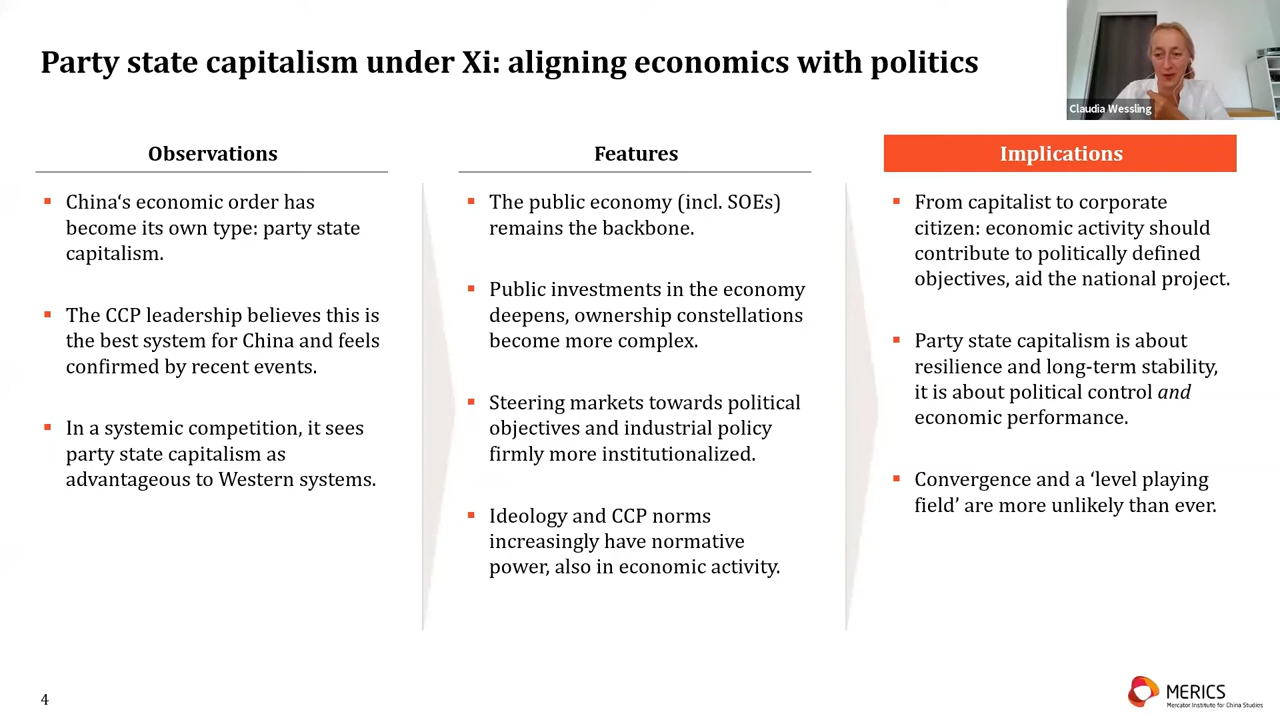 Party state capitalism under Xi: aligning economics with politics
Claudia Wessling
Observations
▪ China‘s economic order has
become its own type: party state
capitalism.
▪ The CCP leadership believes this is
the best system for China and feels
confirmed by recent events.
▪ In a systemic competition, it sees
party state capitalism as
advantageous to Western systems.
Features
▪ The public economy (incl. SOEs)
remains the backbone.
▪ Public investments in the economy
deepens, ownership constellations
become more complex.
▪ Steering markets towards political
objectives and industrial policy
firmly more institutionalized.
▪ Ideology and CCP norms
increasingly have normative
power, also in economic activity.
Implications
▪ From capitalist to corporate
citizen: economic activity should
contribute to politically defined
objectives, aid the national project.
▪ Party state capitalism is about
resilience and long-term stability,
it is about political control and
economic performance.
▪ Convergence and a ‘level playing
field’ are more unlikely than ever.
4
MERICS
Mercator Institute for China Studies